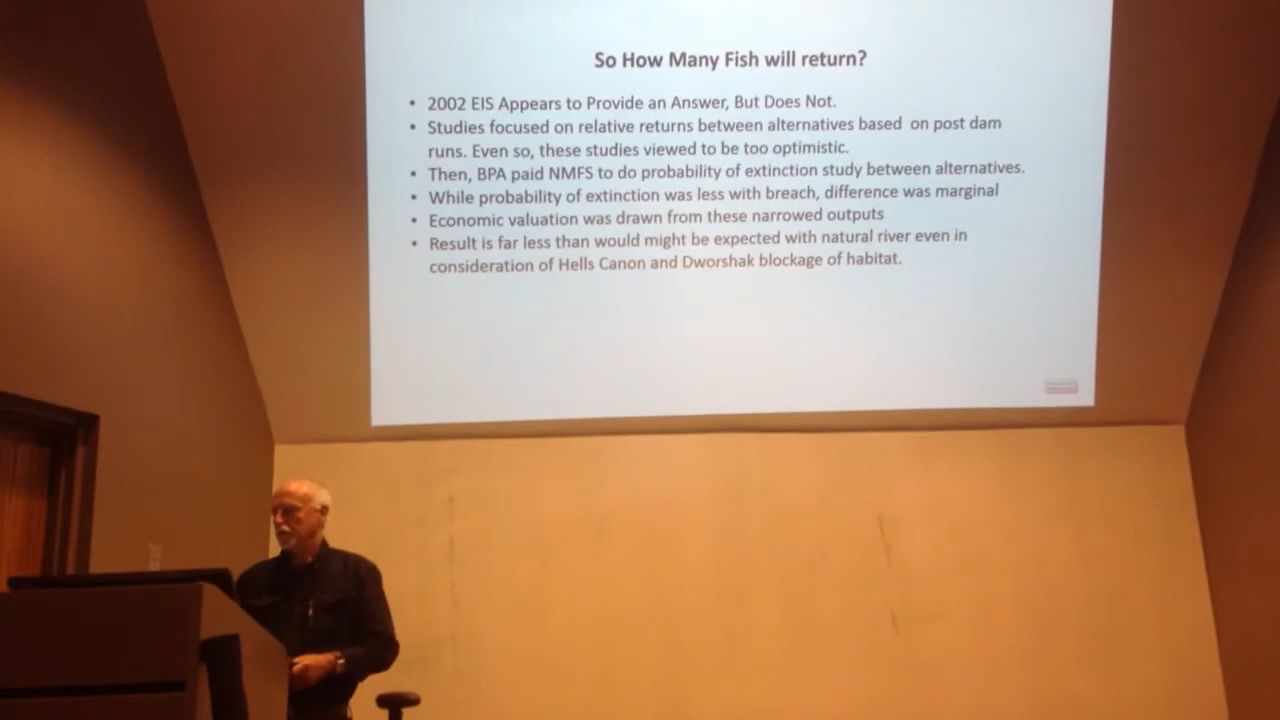 So How Many Fish will return?
• 2002 EIS Appears to Provide an Answer, But Does Not.
• Studies focused on relative returns between alternatives based on post dam
runs. Even so, these studies viewed to be too optimistic.
• Then, BPA paid NMFS to do probability of extinction study between alternatives.
• While probability of extinction was less with breach, difference was marginal
• Economic valuation was drawn from these narrowed outputs
• Result is far less than would might be expected with natural river even in
consideration of Hells Canon and Dworshak blockage of habitat.